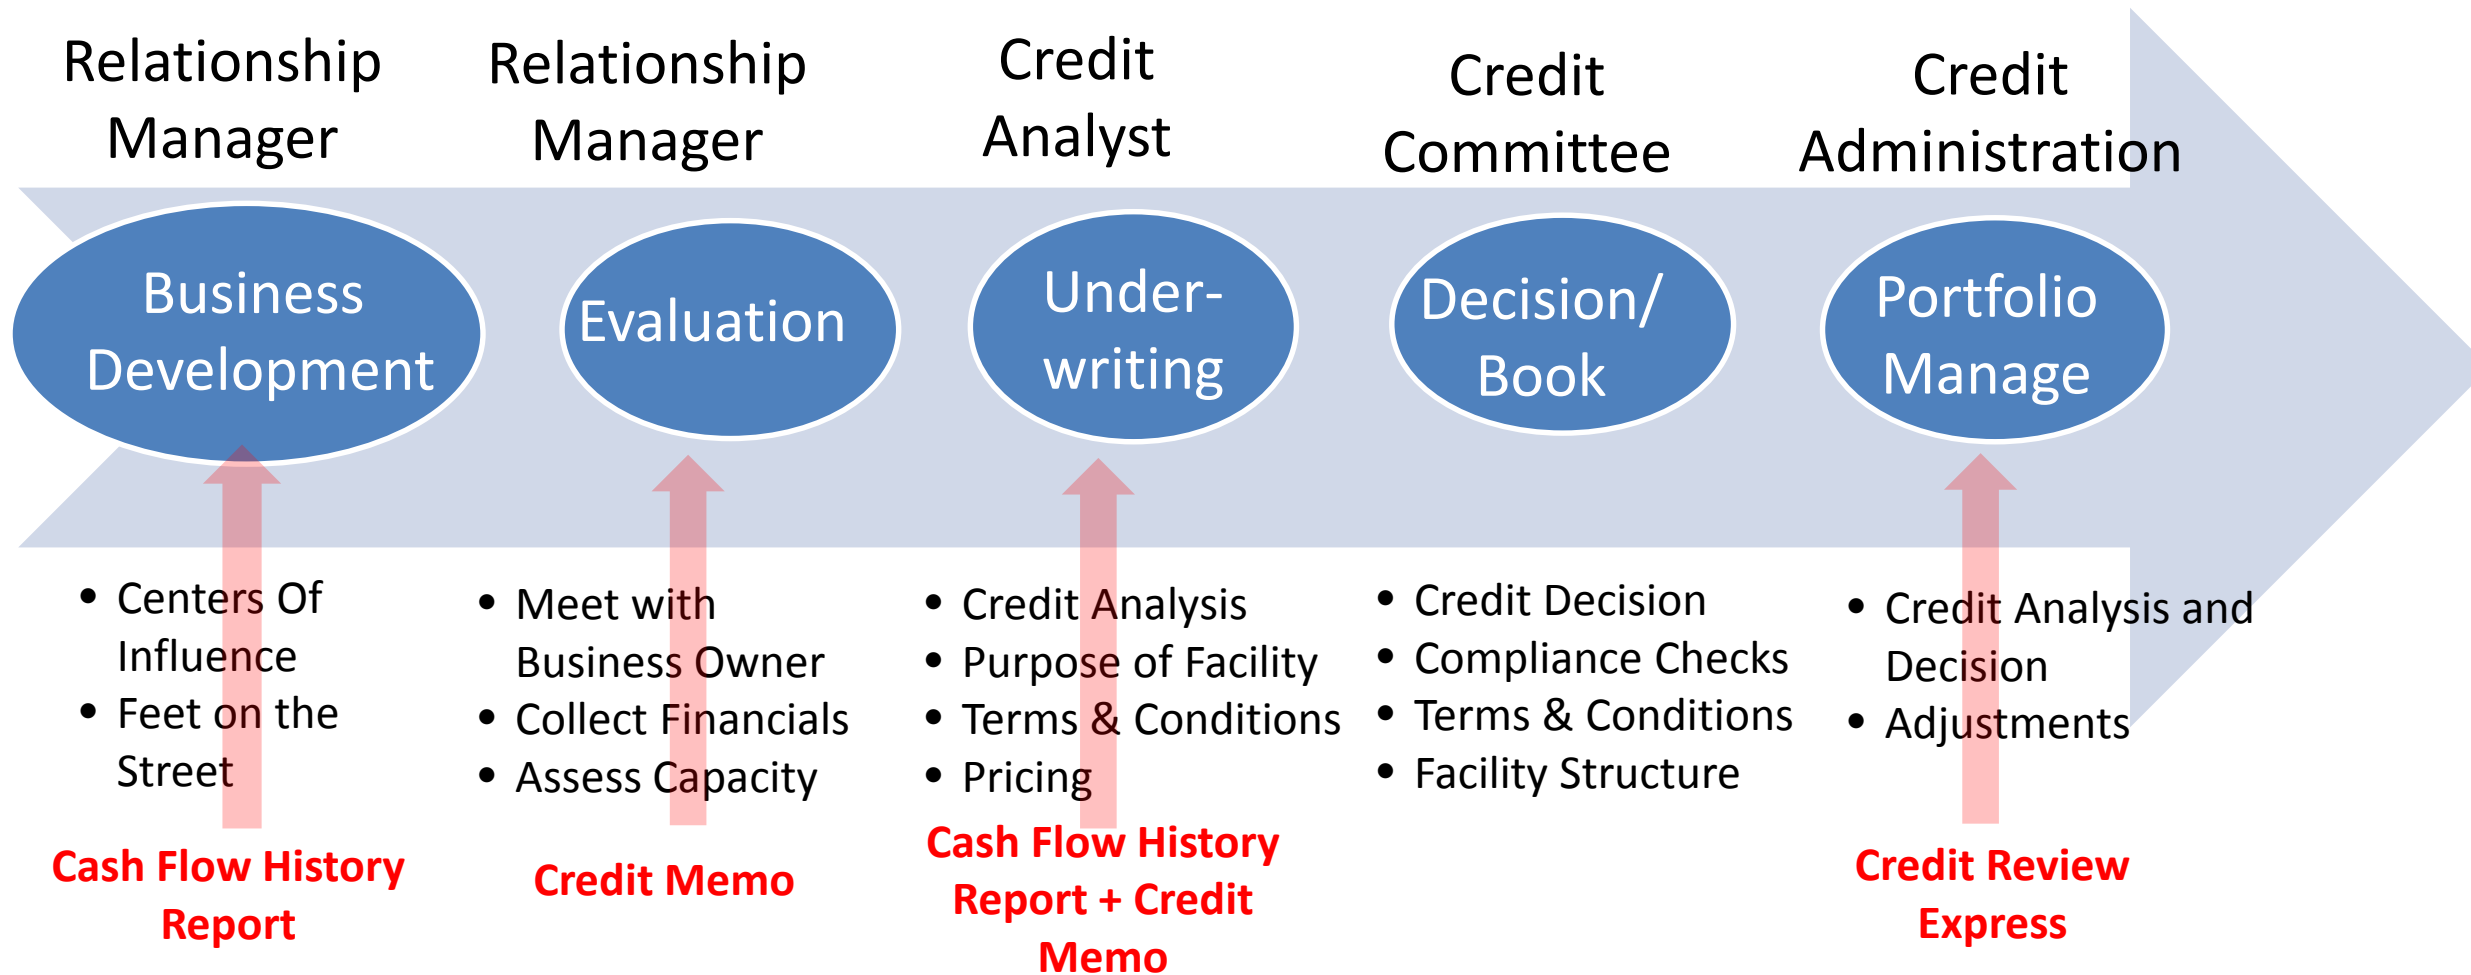 Relationship
Manager
Relationship
Manager
Credit
Analyst
Credit
Committee
Credit
Administration
Business
Development
Evaluation
Under-
writing
Decision/
Book
Portfolio
Manage
• Centers Of
Influence
• Feet on the
Street
• Meet with
Business Owner
• Collect Financials
• Assess Capacity
• Credit Analysis
• Purpose of Facility
• Terms & Conditions
• Pricing
• Credit Decision
• Compliance Checks
• Terms & Conditions
• Facility Structure
• Credit Analysis and
Decision
• Adjustments
Cash Flow History
Report
Credit Memo
Cash Flow History
Report + Credit
Memo
Credit Review
Express